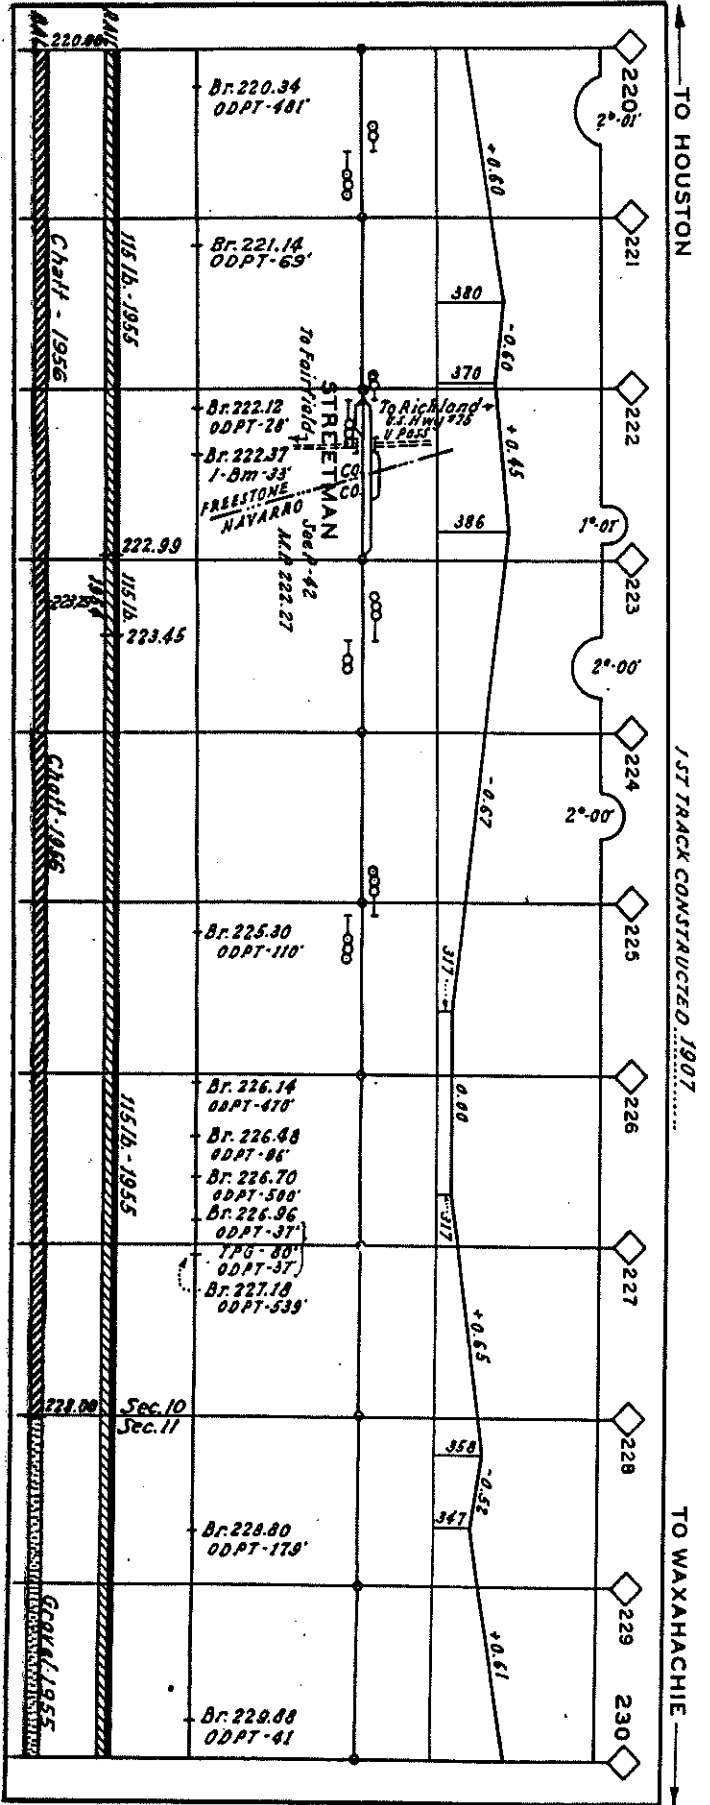 TO HOUSTON
1ST TRACK CONSTRUCTED 1907
TO WAXAHACHIE
220
221
222
223
224
225
226
227
228
229
230
2°-01'
1°-01'
2°-00'
2°-00'
+0.60
380
-0.60
370
+0.45
386
-0.67
317
0.00
317
+0.65
358
-0.52
347
+0.61
To Richland
U.S. Hwy #75
U. Pass
CO.
CO.
STREETMAN
To Fairfield
FREESTONE
NAVARRO
See P-42
M.P. 222.27
Br. 220.34
ODPT-481'
Br. 221.14
ODPT-69'
Br. 222.12
ODPT-28'
Br. 222.37
I-Bm-33'
Br. 225.30
ODPT-110'
Br. 226.14
ODPT-470'
Br. 226.48
ODPT-86'
Br. 226.70
ODPT-500'
Br. 226.96
ODPT-37'
TPG-80'
ODPT-37'
Br. 227.18
ODPT-539'
Br. 228.80
ODPT-179'
Br. 229.88
ODPT-41
RAIL
115 lb. - 1955
222.99
115 lb.
223.45
115 lb. - 1955
Sec. 10
Sec. 11
220.00
Chatt - 1956
Chatt - 1956
228.00
Gravel-1955